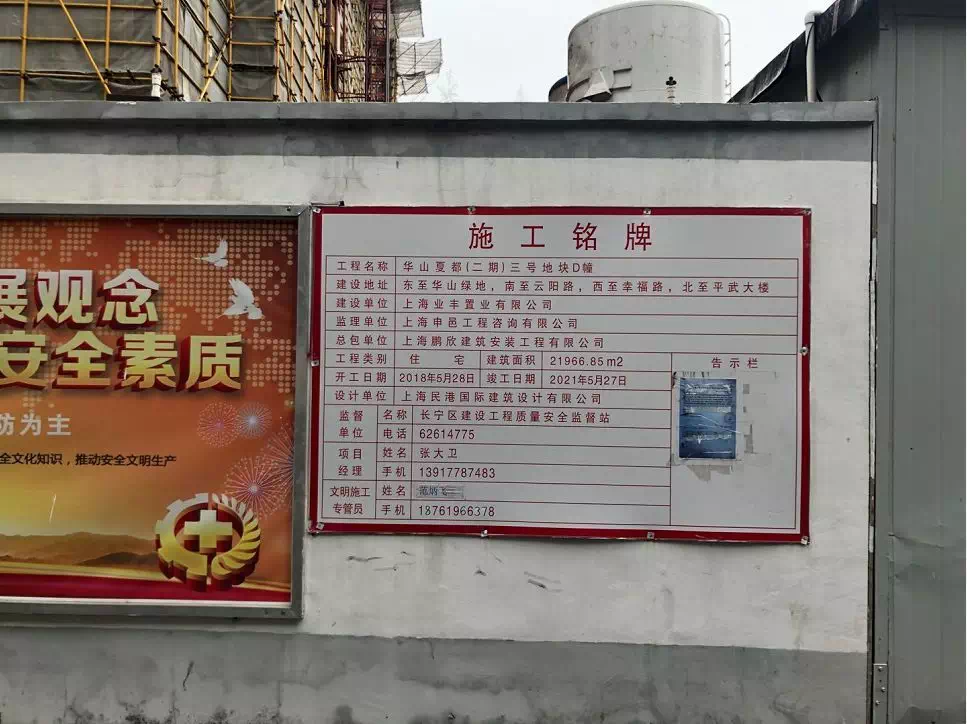 展观念
安全素质
防为主
全文化知识，推动安全文明生产
施工铭牌
工程名称 华山夏都(二期)三号地块D幢
建设地址 东至华山绿地，南至云阳路，西至幸福路，北至平武大楼
建设单位 上海业丰置业有限公司
监理单位 上海申邑工程咨询有限公司
总包单位 上海鹏欣建筑安装工程有限公司
工程类别 住宅 建筑面积 21966.85m2
告示栏
开工日期 2018年5月28日 竣工日期 2021年5月27日
设计单位 上海民港国际建筑设计有限公司
监督 名称 长宁区建设工程质量安全监督站
单位 电话 62614775
项目 姓名 张大卫
经理 手机 13917787483
文明施工 姓名
专管员 手机 18761966378